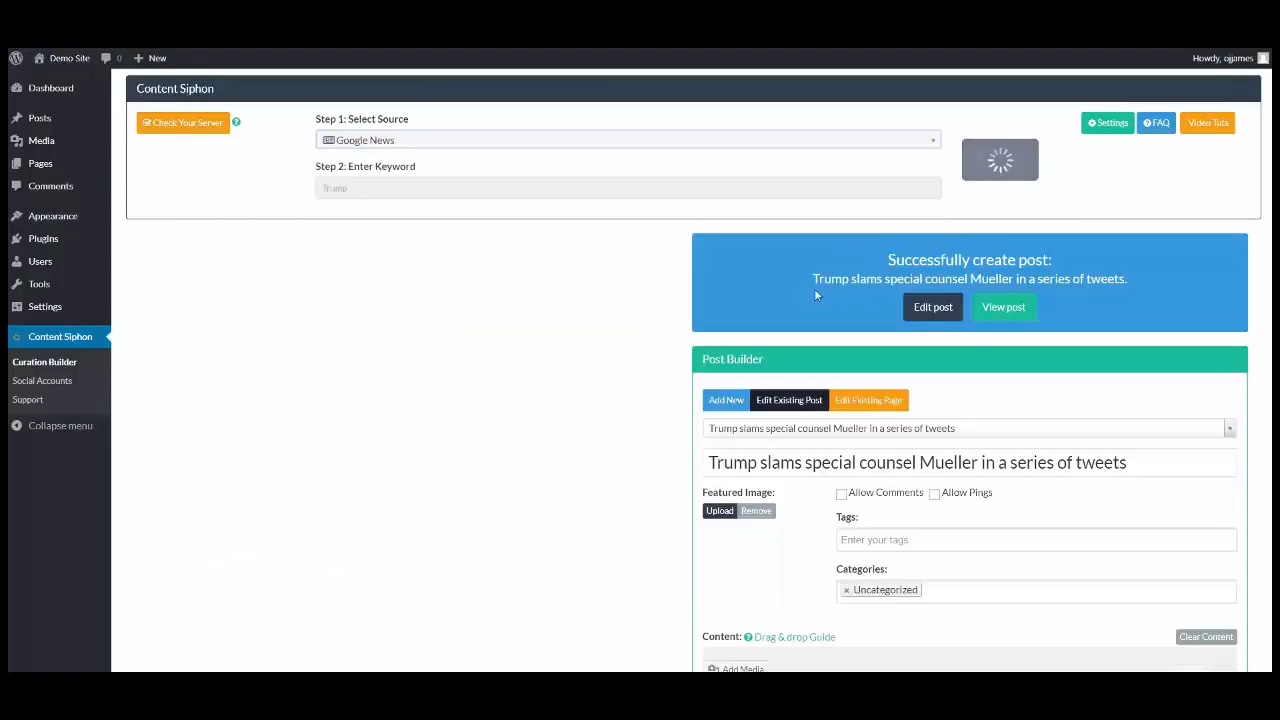 Demo Site 0 New Howdy, ojjames
Dashboard
Posts
Media
Pages
Comments
Appearance
Plugins
Users
Tools
Settings
Content Siphon
Curation Builder
Social Accounts
Support
Collapse menu
Content Siphon
Check Your Server
Step 1: Select Source
Google News
Step 2: Enter Keyword
Trump
Settings FAQ Video Tuts
Successfully create post:
Trump slams special counsel Mueller in a series of tweets.
Edit post View post
Post Builder
Add New Edit Existing Post Edit Existing Page
Trump slams special counsel Mueller in a series of tweets
Trump slams special counsel Mueller in a series of tweets
Featured Image: Allow Comments Allow Pings
Upload Remove
Tags:
Enter your tags
Categories:
× Uncategorized
Content: Drag & drop Guide Clear Content
Add Media